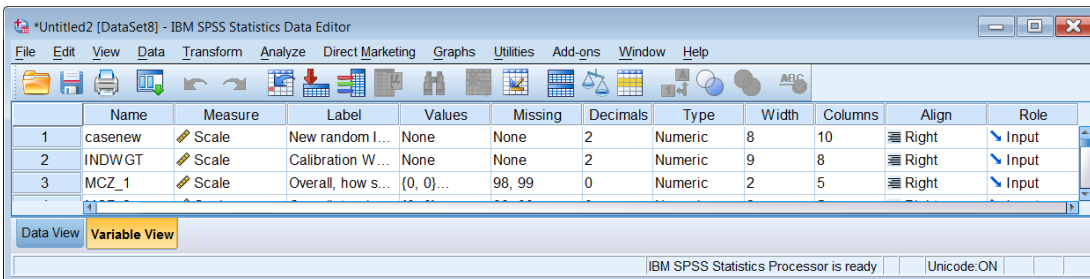 *Untitled2 [DataSet8] - IBM SPSS Statistics Data Editor
File Edit View Data Transform Analyze Direct Marketing Graphs Utilities Add-ons Window Help
Name Measure Label Values Missing Decimals Type Width Columns Align Role
1 casenew Scale New random I... None None 2 Numeric 8 10 Right Input
2 INDWGT Scale Calibration W... None None 2 Numeric 9 8 Right Input
3 MCZ_1 Scale Overall, how s... {0, 0}... 98, 99 0 Numeric 2 5 Right Input
Data View Variable View
IBM SPSS Statistics Processor is ready Unicode:ON